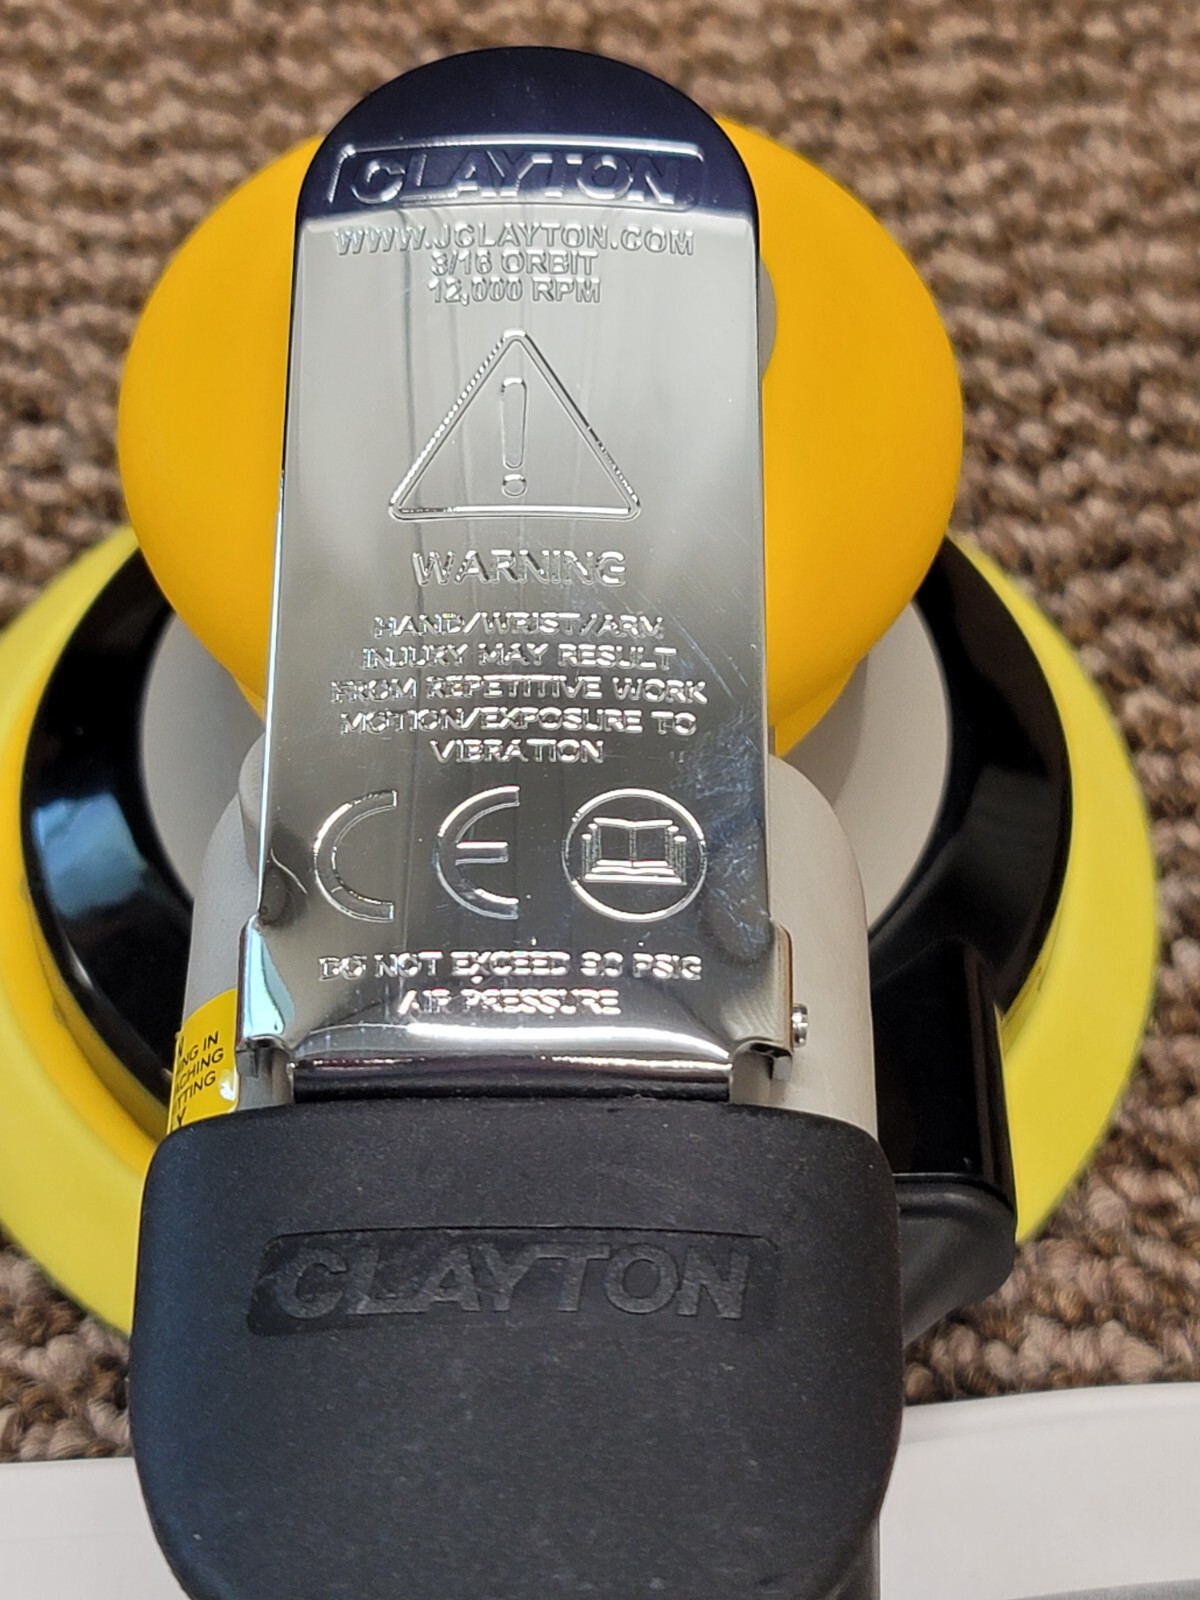 CLAYTON
WWW.JCLAYTON.COM
3/16 ORBIT
12,000 RPM
!
WARNING
HAND/WRIST/ARM
INJURY MAY RESULT
FROM REPETITIVE WORK
MOTION/EXPOSURE TO
VIBRATION
CE
DO NOT EXCEED 90 PSIG
AIR PRESSURE
IN
CLAYTON